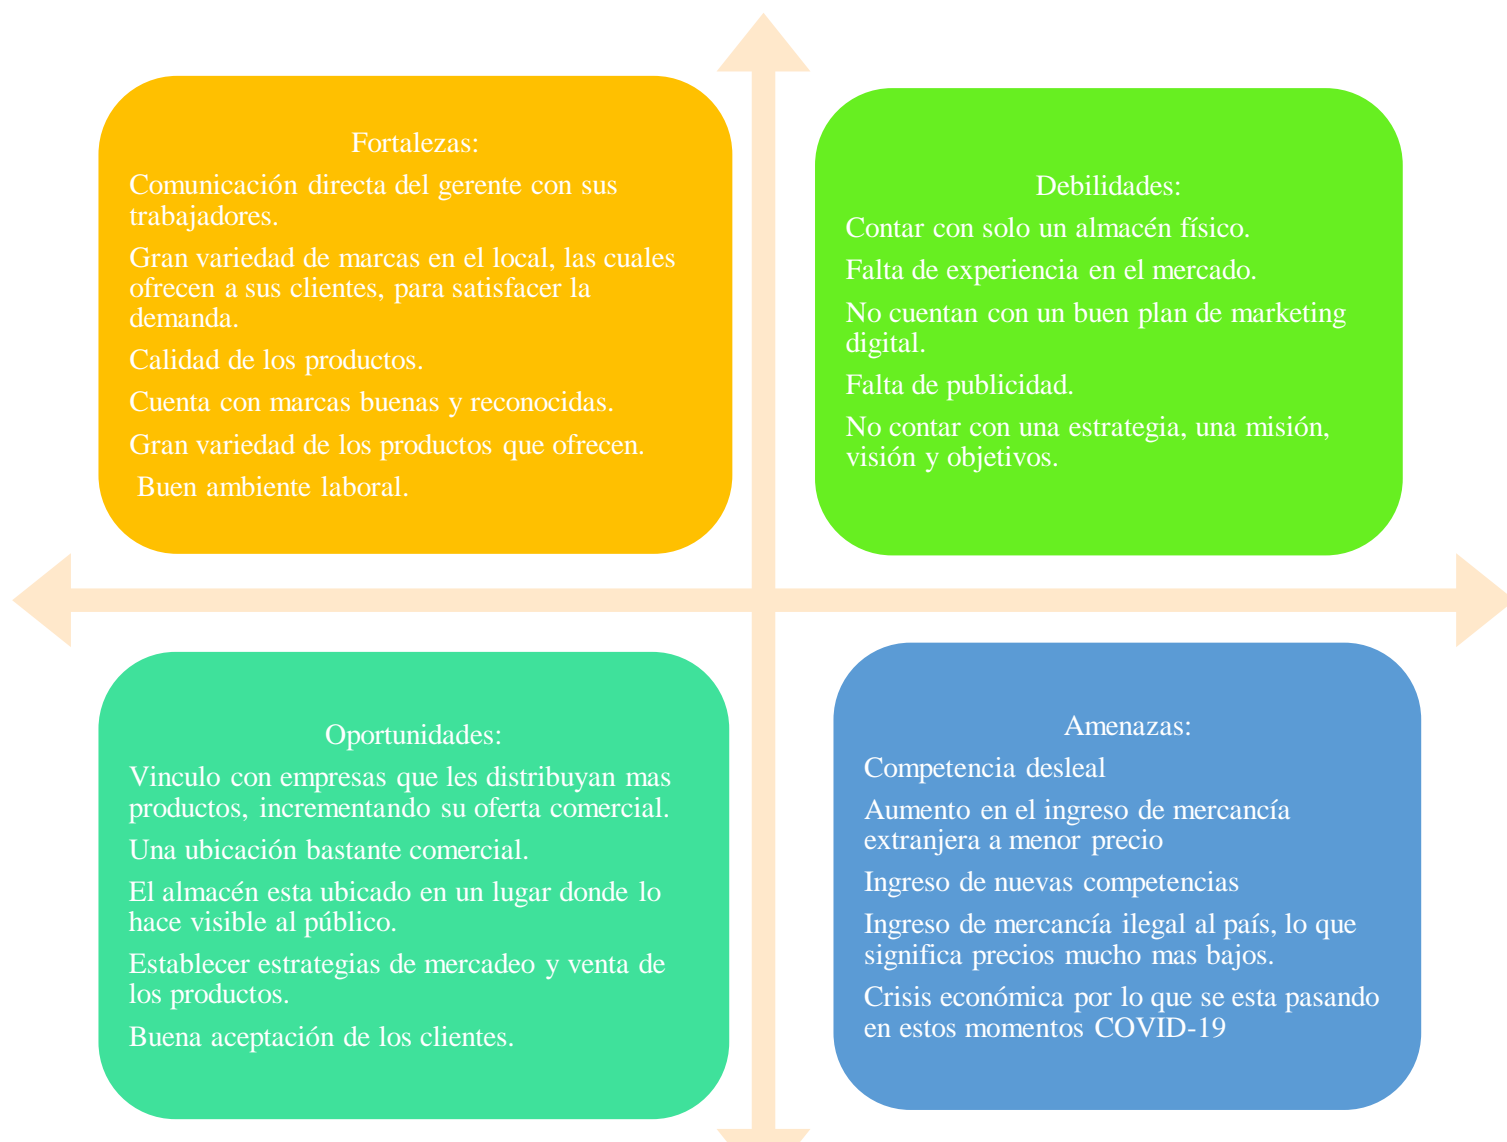 Fortalezas:
Comunicación directa del gerente con sus
trabajadores.
Gran variedad de marcas en el local, las cuales
ofrecen a sus clientes, para satisfacer la
demanda.
Calidad de los productos.
Cuenta con marcas buenas y reconocidas.
Gran variedad de los productos que ofrecen.
Buen ambiente laboral.
Debilidades:
Contar con solo un almacén físico.
Falta de experiencia en el mercado.
No cuentan con un buen plan de marketing
digital.
Falta de publicidad.
No contar con una estrategia, una misión,
visión y objetivos.
Oportunidades:
Vinculo con empresas que les distribuyan mas
productos, incrementando su oferta comercial.
Una ubicación bastante comercial.
El almacén esta ubicado en un lugar donde lo
hace visible al público.
Establecer estrategias de mercadeo y venta de
los productos.
Buena aceptación de los clientes.
Amenazas:
Competencia desleal
Aumento en el ingreso de mercancía
extranjera a menor precio
Ingreso de nuevas competencias
Ingreso de mercancía ilegal al país, lo que
significa precios mucho mas bajos.
Crisis económica por lo que se esta pasando
en estos momentos COVID-19